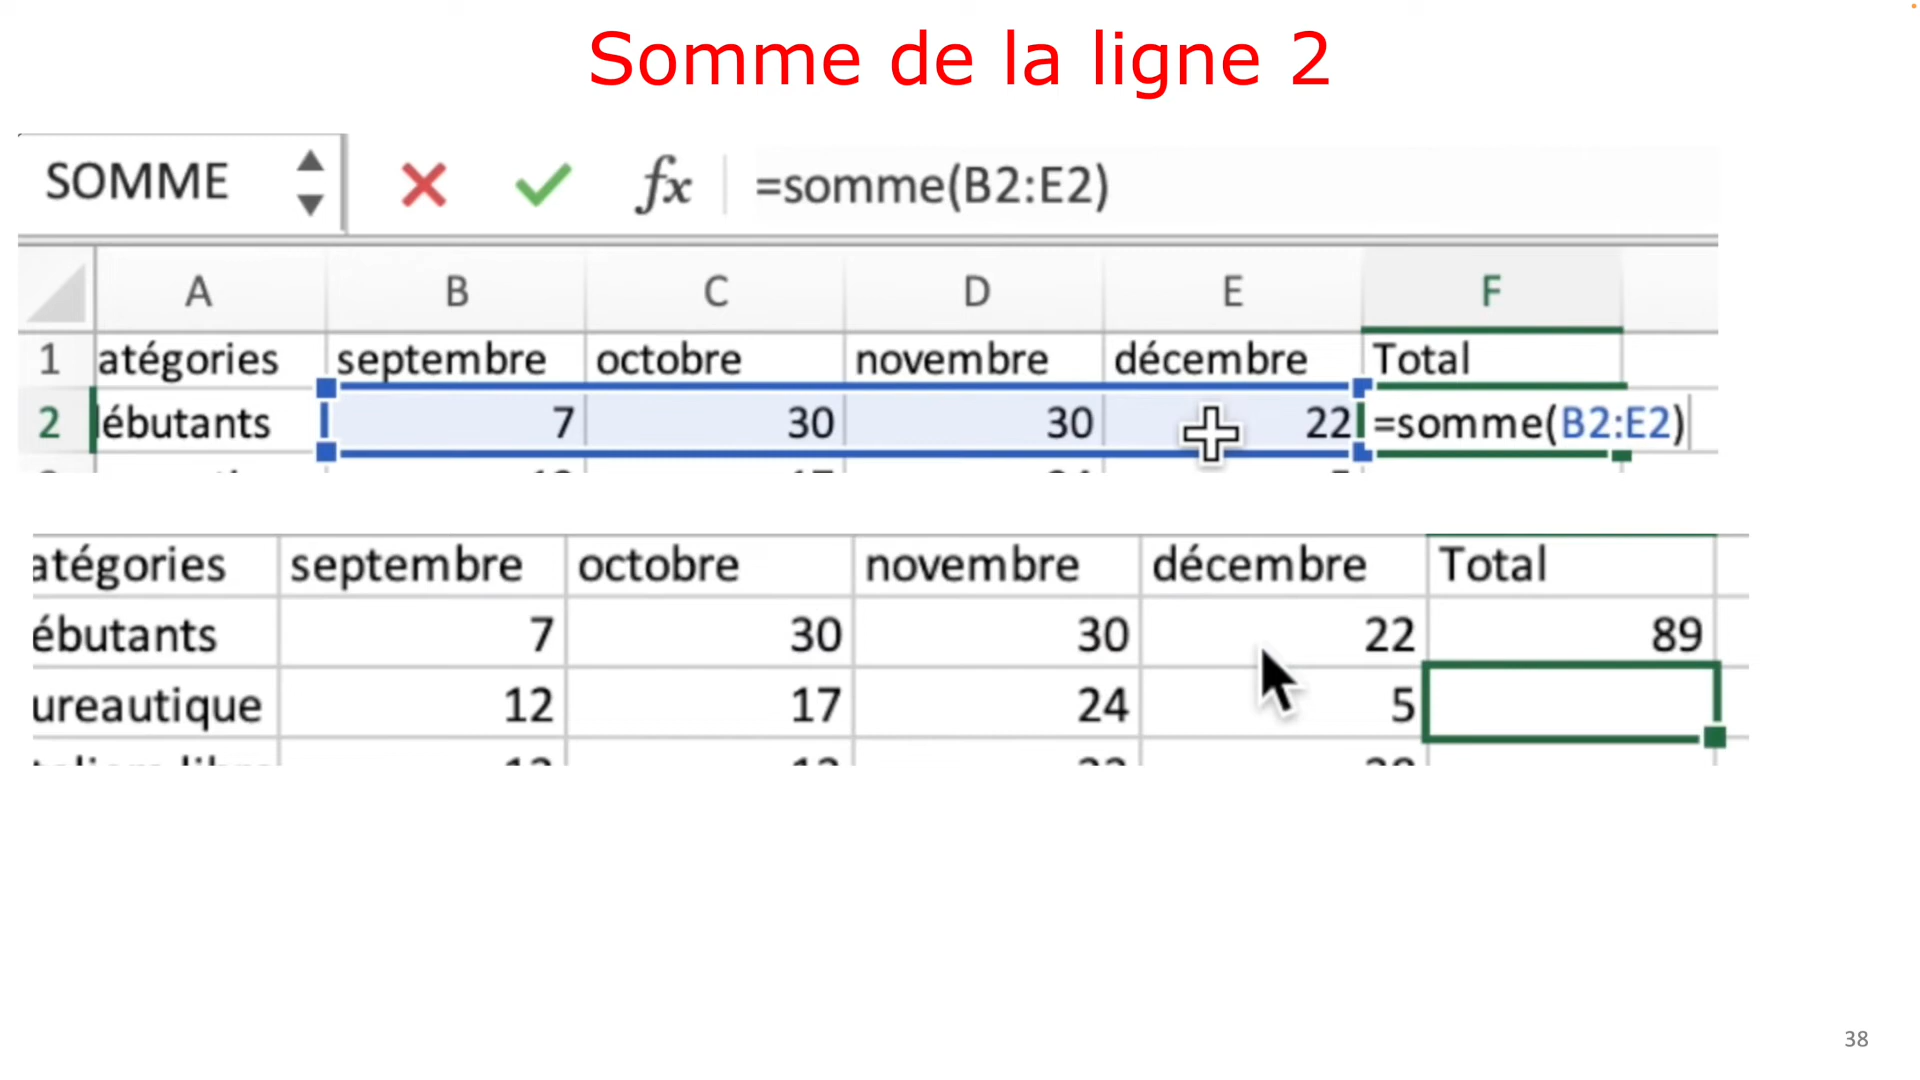 Somme de la ligne 2
SOMME fx =somme(B2:E2)
A B C D E F
1 atégories septembre octobre novembre décembre Total
2 ébutants 7 30 30 22 =somme(B2:E2)
atégories septembre octobre novembre décembre Total
ébutants 7 30 30 22 89
ureautique 12 17 24 5
38